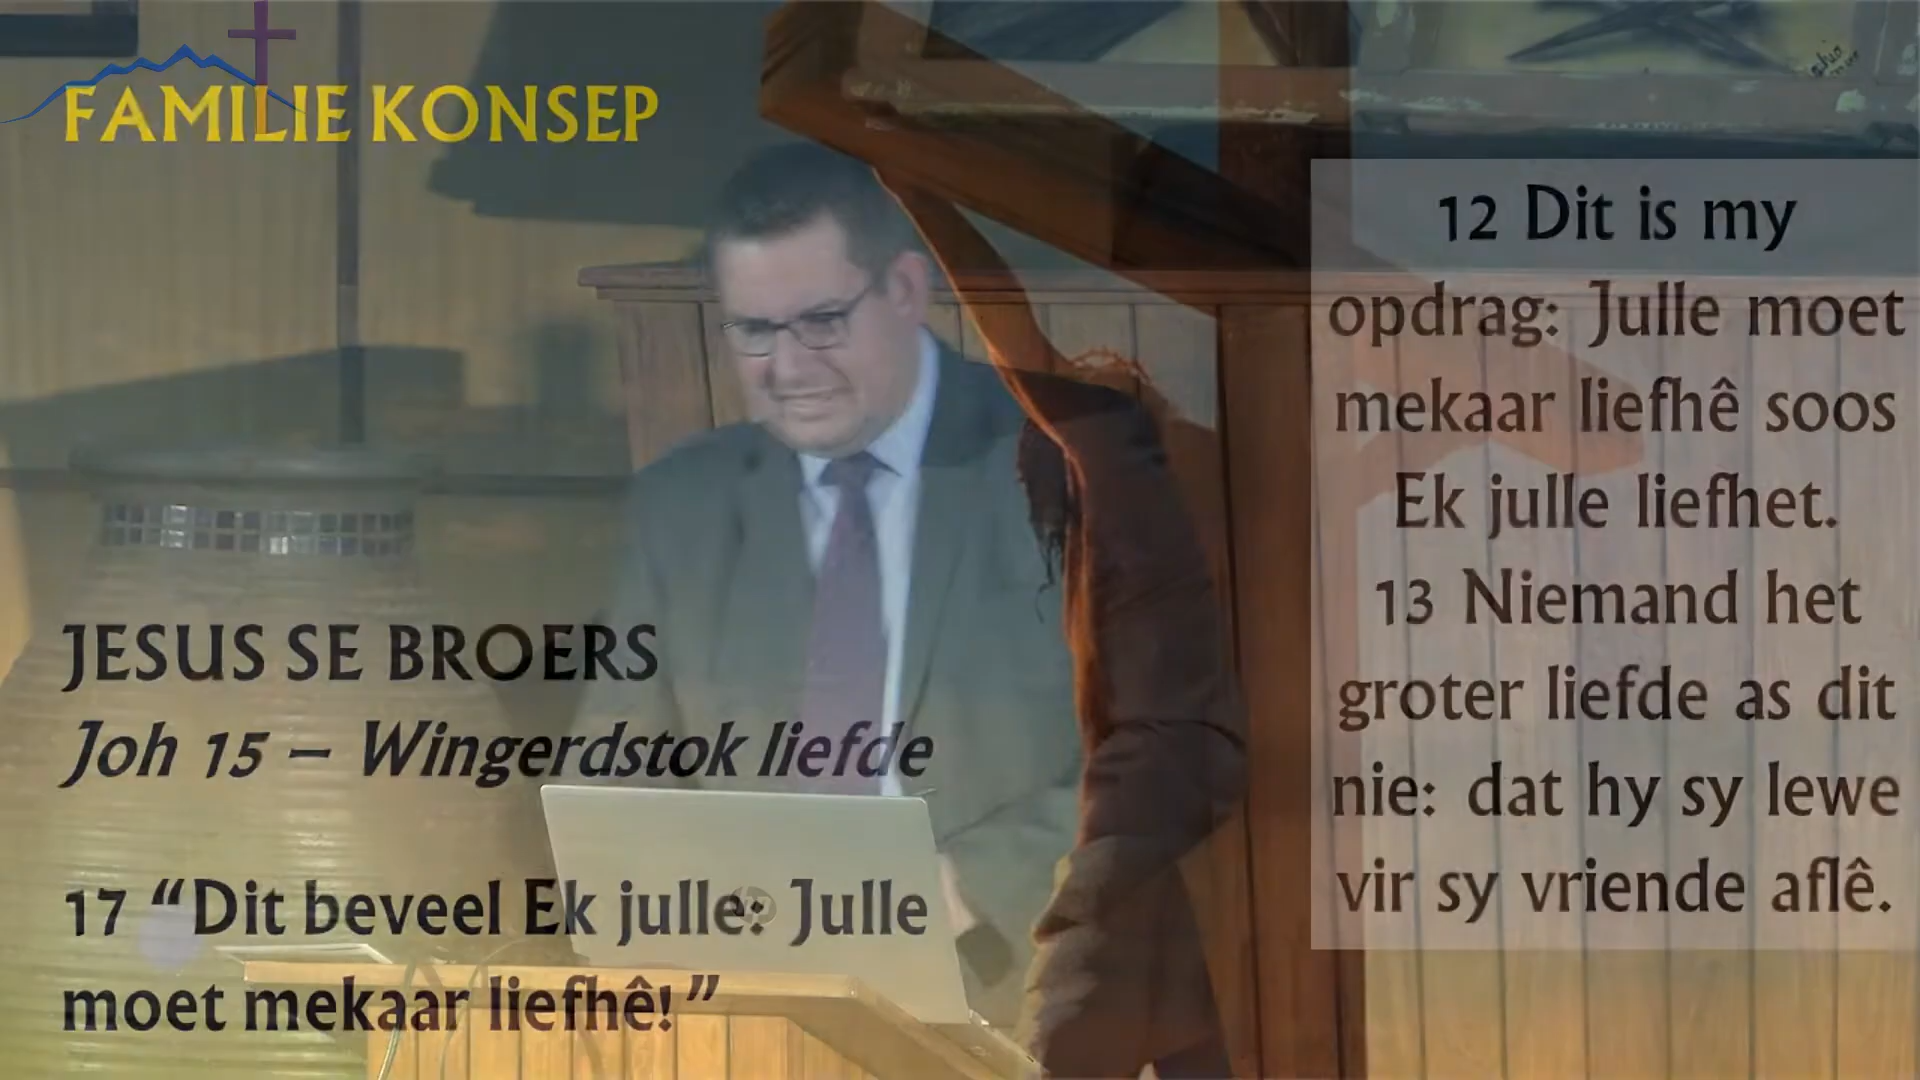 FAMILIE KONSEP
JESUS SE BROERS
Joh 15 – Wingerdstok liefde
17 “Dit beveel Ek julle: Julle
moet mekaar liefhê!”
12 Dit is my
opdrag: Julle moet
mekaar liefhê soos
Ek julle liefhet.
13 Niemand het
groter liefde as dit
nie: dat hy sy lewe
vir sy vriende aflê.